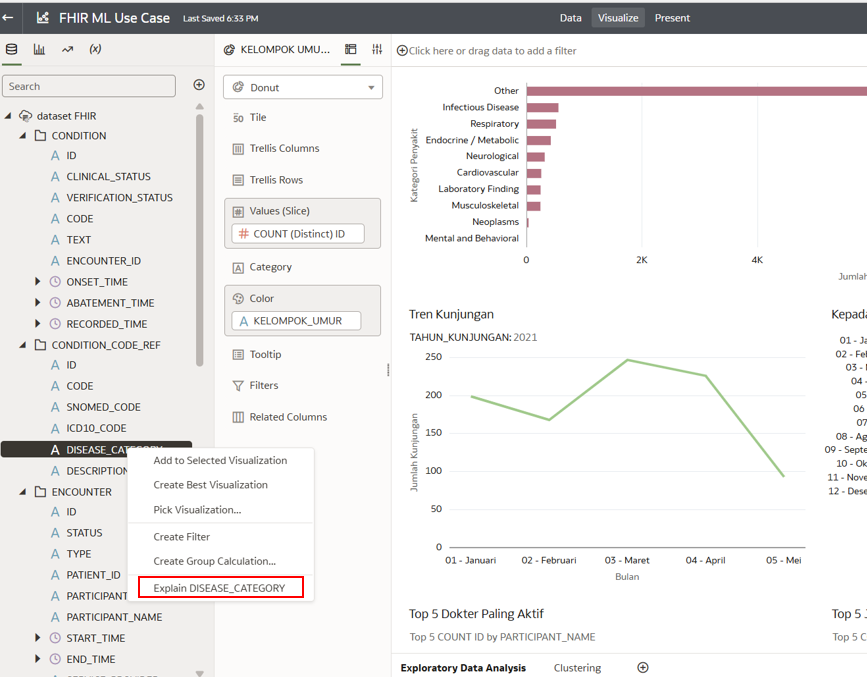 FHIR ML Use Case Last Saved 6:33 PM Data Visualize Present
(x)
Search
dataset FHIR
CONDITION
A ID
A CLINICAL_STATUS
A VERIFICATION_STATUS
A CODE
A TEXT
A ENCOUNTER_ID
ONSET_TIME
ABATEMENT_TIME
RECORDED_TIME
CONDITION_CODE_REF
A ID
A CODE
A SNOMED_CODE
A ICD10_CODE
A DISEASE_CATEGORY
A DESCRIPTION
ENCOUNTER
A ID
A STATUS
A TYPE
A PATIENT_ID
A PARTICIPANT
A PARTICIPANT_NAME
START_TIME
END_TIME
Add to Selected Visualization
Create Best Visualization
Pick Visualization...
Create Filter
Create Group Calculation...
Explain DISEASE_CATEGORY
KELOMPOK UMU...
Donut
50 Tile
Trellis Columns
Trellis Rows
# Values (Slice)
# COUNT (Distinct) ID
A Category
Color
A KELOMPOK_UMUR
Tooltip
Filters
Related Columns
Click here or drag data to add a filter
Kategori Penyakit
Other
Infectious Disease
Respiratory
Endocrine / Metabolic
Neurological
Cardiovascular
Laboratory Finding
Musculoskeletal
Neoplasms
Mental and Behavioral
0 2K 4K
Jumlah
Tren Kunjungan
TAHUN_KUNJUNGAN: 2021
Jumlah Kunjungan
250
200
150
100
50
0
01 - Januari 02 - Februari 03 - Maret 04 - April 05 - Mei
Bulan
Kepada
01 - Ja
02 - Fel
03 - I
04 -
05
06
07
08 - Ag
09 - Septe
10 - Ok
11 - Nove
12 - Dese
Top 5 Dokter Paling Aktif
Top 5 COUNT ID by PARTICIPANT_NAME
Top 5 J
Top 5 C
Exploratory Data Analysis Clustering